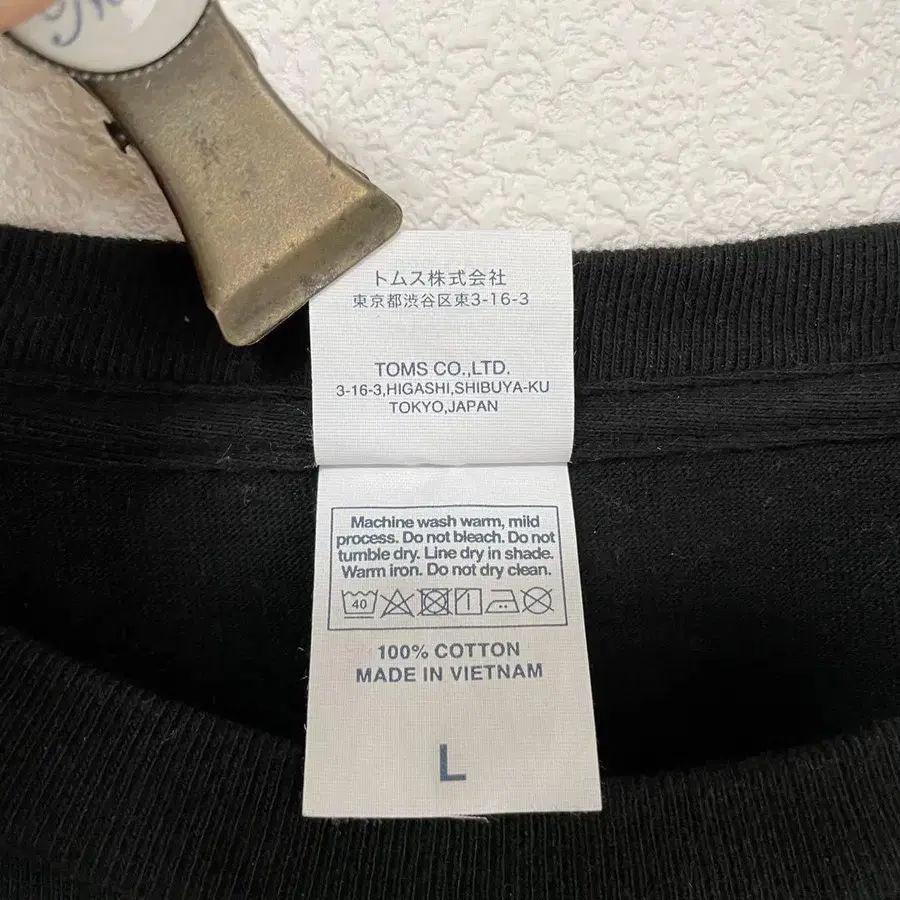 トムス株式会社
東京都渋谷区東3-16-3
TOMS CO.,LTD.
3-16-3,HIGASHI,SHIBUYA-KU
TOKYO,JAPAN
Machine wash warm, mild
process. Do not bleach. Do not
tumble dry. Line dry in shade.
Warm iron. Do not dry clean.
40
100% COTTON
MADE IN VIETNAM
L